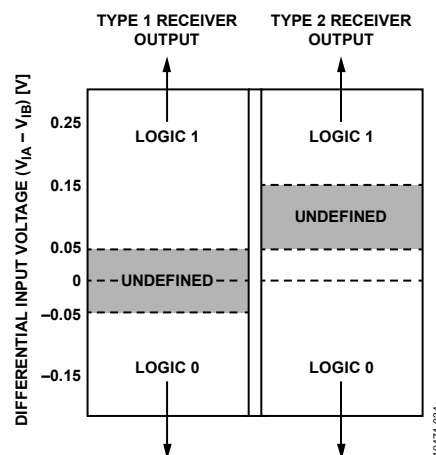 TYPE 1 RECEIVER
OUTPUT
TYPE 2 RECEIVER
OUTPUT
DIFFERENTIAL INPUT VOLTAGE (VIA – VIB) [V]
0.25
0.15
0.05
0
–0.05
–0.15
LOGIC 1
UNDEFINED
LOGIC 0
LOGIC 1
UNDEFINED
LOGIC 0